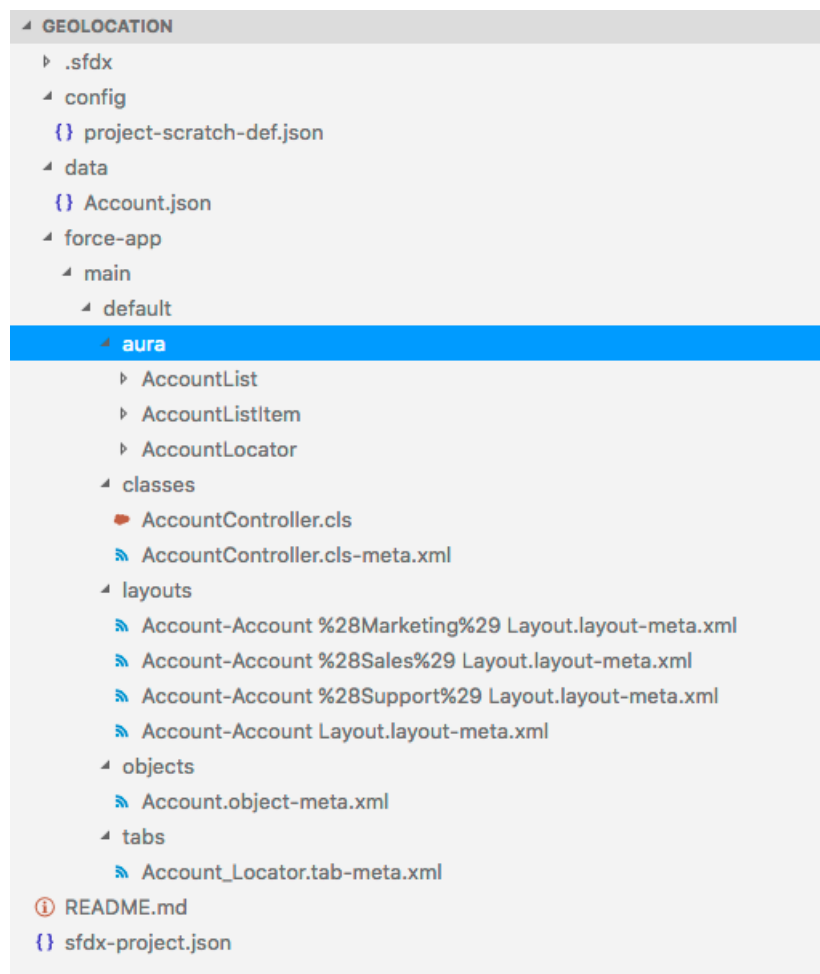 GEOLOCATION
.sfdx
config
{} project-scratch-def.json
data
{} Account.json
force-app
main
default
aura
AccountList
AccountListItem
AccountLocator
classes
AccountController.cls
AccountController.cls-meta.xml
layouts
Account-Account %28Marketing%29 Layout.layout-meta.xml
Account-Account %28Sales%29 Layout.layout-meta.xml
Account-Account %28Support%29 Layout.layout-meta.xml
Account-Account Layout.layout-meta.xml
objects
Account.object-meta.xml
tabs
Account_Locator.tab-meta.xml
README.md
{} sfdx-project.json